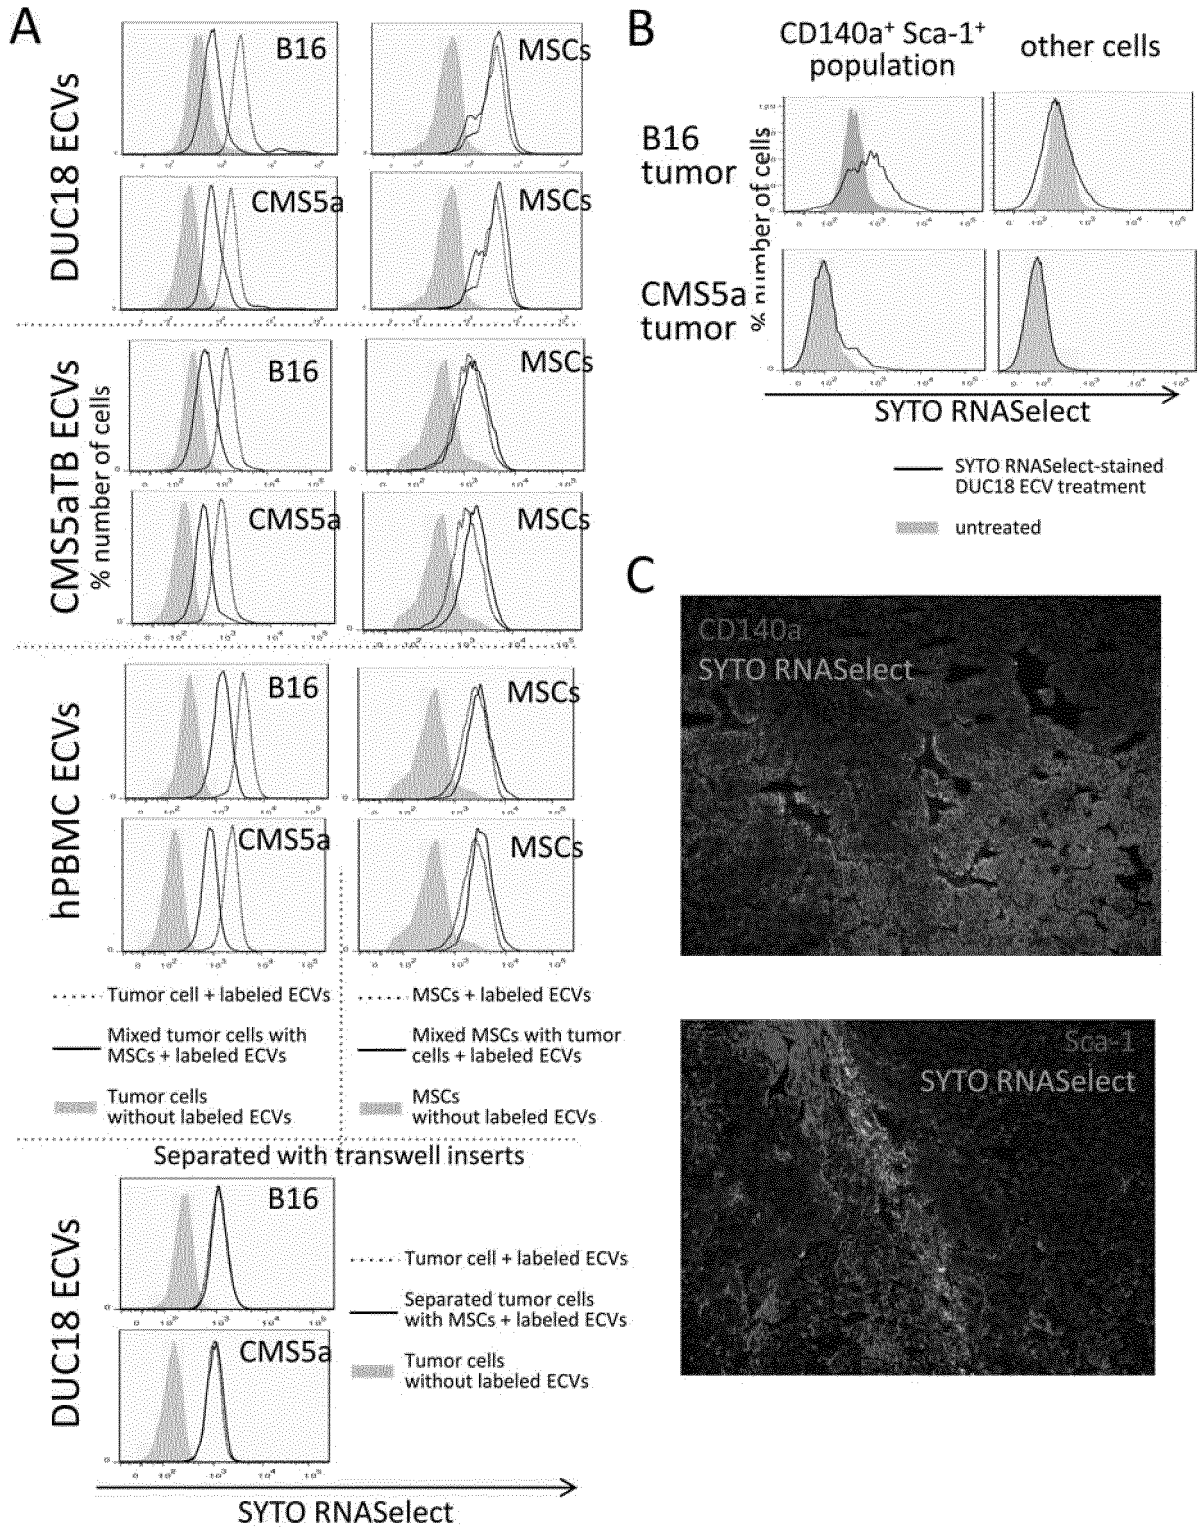 A
DUC18 ECVs
B16
MSCs
CMS5a
MSCs
CMS5aTB ECVs
% number of cells
B16
MSCs
CMS5a
MSCs
hPBMC ECVs
B16
MSCs
CMS5a
MSCs
Tumor cell + labeled ECVs
Mixed tumor cells with
MSCs + labeled ECVs
Tumor cells
without labeled ECVs
MSCs + labeled ECVs
Mixed MSCs with tumor
cells + labeled ECVs
MSCs
without labeled ECVs
Separated with transwell inserts
DUC18 ECVs
B16
CMS5a
Tumor cell + labeled ECVs
Separated tumor cells
with MSCs + labeled ECVs
Tumor cells
without labeled ECVs
SYTO RNASelect
B
CD140a⁺ Sca-1⁺
population
other cells
B16
tumor
CMS5a
tumor
% number of cells
SYTO RNASelect
SYTO RNASelect-stained
DUC18 ECV treatment
untreated
C
CD140a
SYTO RNASelect
Sca-1
SYTO RNASelect